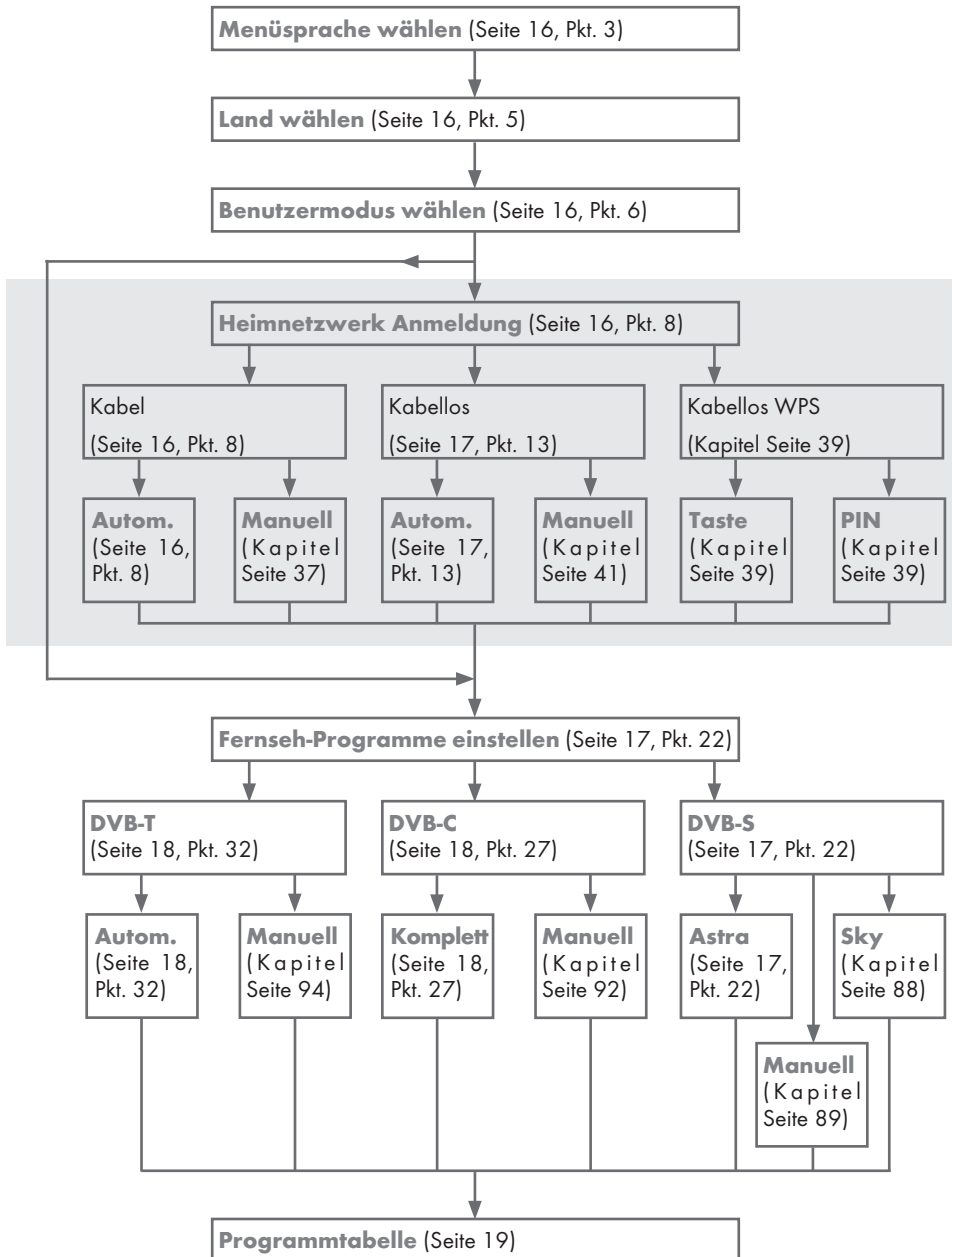 Menüsprache wählen (Seite 16, Pkt. 3)
Land wählen (Seite 16, Pkt. 5)
Benutzermodus wählen (Seite 16, Pkt. 6)
Heimnetzwerk Anmeldung (Seite 16, Pkt. 8)
Kabel
(Seite 16, Pkt. 8)
Kabellos
(Seite 17, Pkt. 13)
Kabellos WPS
(Kapitel Seite 39)
Autom.
(Seite 16,
Pkt. 8)
Manuell
(Kapitel
Seite 37)
Autom.
(Seite 17,
Pkt. 13)
Manuell
(Kapitel
Seite 41)
Taste
(Kapitel
Seite 39)
PIN
(Kapitel
Seite 39)
Fernseh-Programme einstellen (Seite 17, Pkt. 22)
DVB-T
(Seite 18, Pkt. 32)
DVB-C
(Seite 18, Pkt. 27)
DVB-S
(Seite 17, Pkt. 22)
Autom.
(Seite 18,
Pkt. 32)
Manuell
(Kapitel
Seite 94)
Komplett
(Seite 18,
Pkt. 27)
Manuell
(Kapitel
Seite 92)
Astra
(Seite 17,
Pkt. 22)
Sky
(Kapitel
Seite 88)
Manuell
(Kapitel
Seite 89)
Programmtabelle (Seite 19)